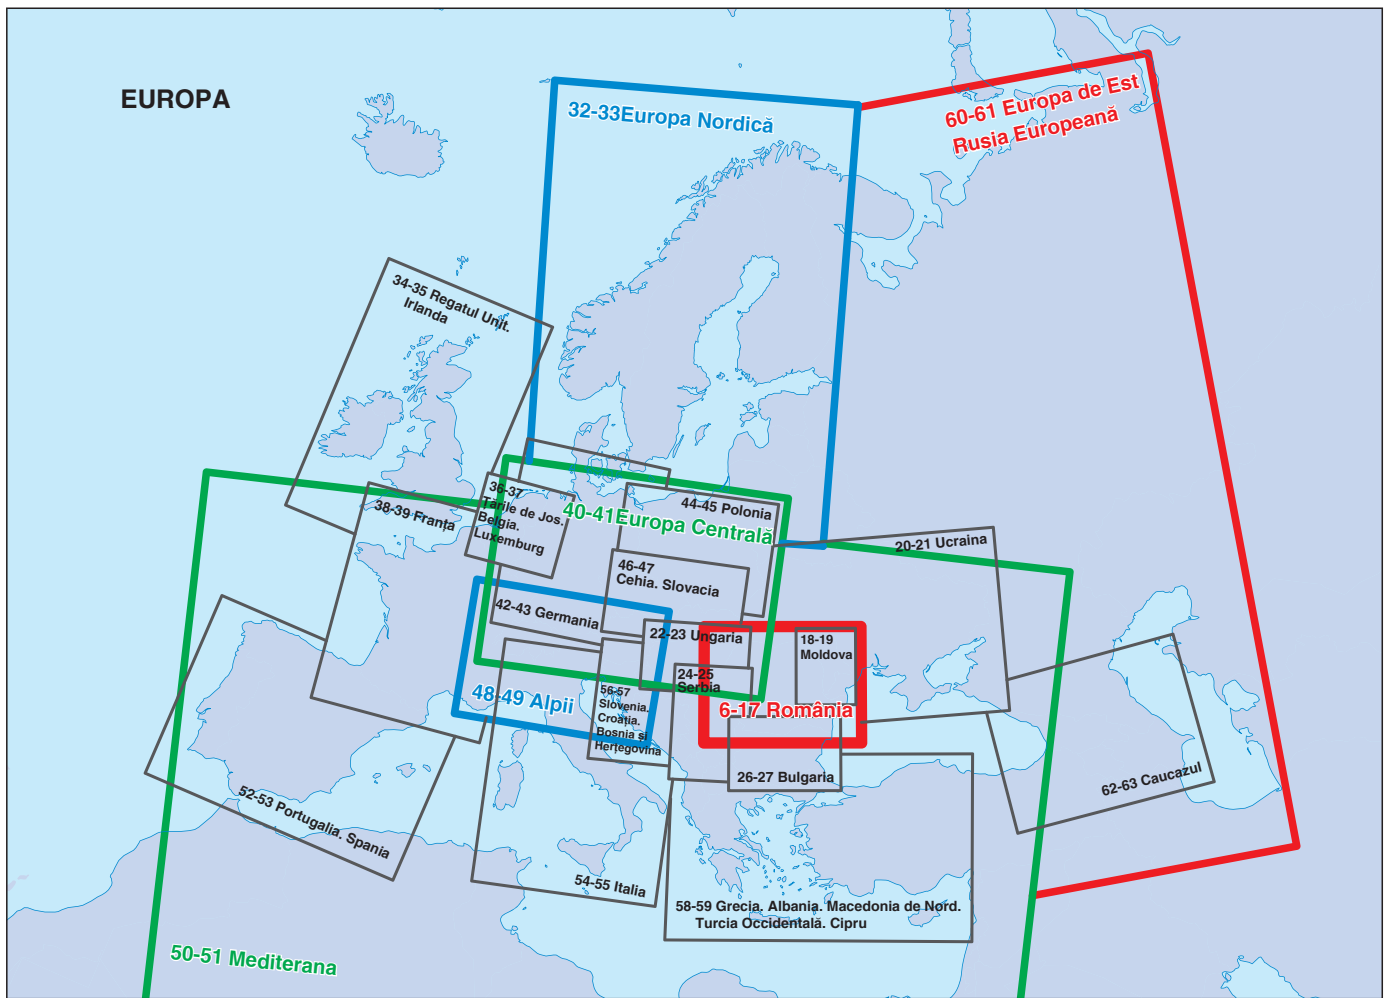 EUROPA
32-33Europa Nordică
60-61 Europa de Est
Rusia Europeană
34-35 Regatul Unit.
Irlanda
36-37
Țările de Jos.
Belgia.
Luxemburg
38-39 Franța
40-41Europa Centrală
44-45 Polonia
20-21 Ucraina
46-47
Cehia. Slovacia
42-43 Germania
22-23 Ungaria
18-19
Moldova
24-25
Serbia
48-49 Alpii
56-57
Slovenia.
Croația.
Bosnia și
Herțegovina
6-17 România
26-27 Bulgaria
62-63 Caucazul
52-53 Portugalia. Spania
54-55 Italia
58-59 Grecia. Albania. Macedonia de Nord.
Turcia Occidentală. Cipru
50-51 Mediterana